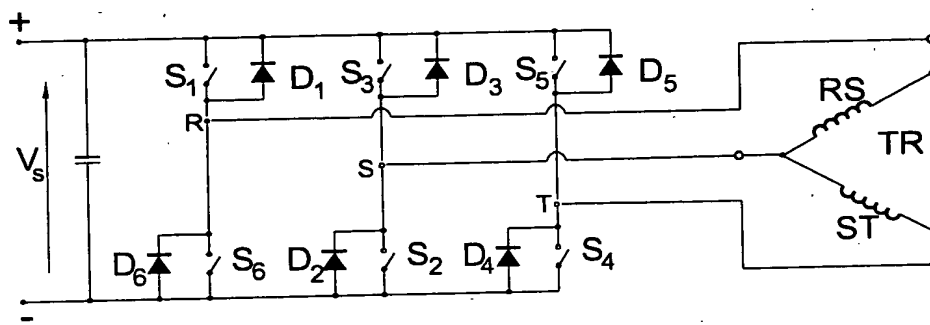 +
S₁ D₁ S₃ D₃ S₅ D₅
RS
R
TR
Vₛ
S
T
ST
D₆ S₆ D₂ S₂ D₄ S₄
-